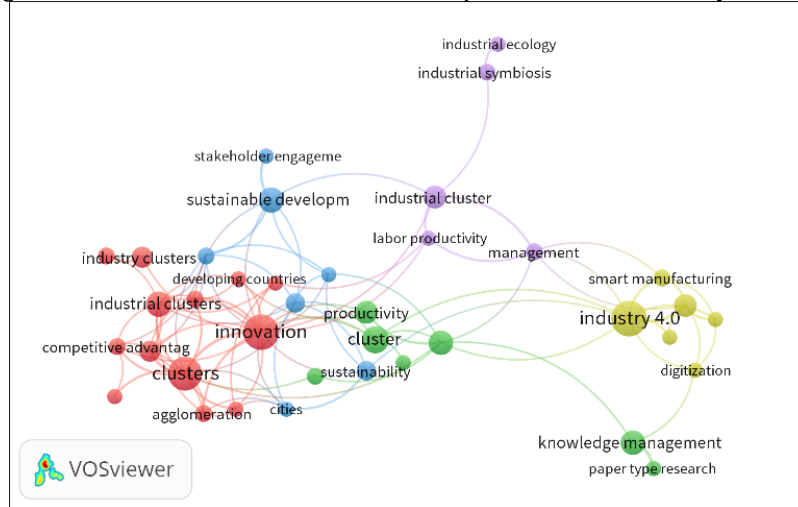 industrial ecology
industrial symbiosis
stakeholder engageme
sustainable developm
industrial cluster
labor productivity
management
industry clusters
developing countries
smart manufacturing
industrial clusters
productivity
industry 4.0
innovation
cluster
competitive advantag
clusters
sustainability
digitization
agglomeration
cities
knowledge management
paper type research
VOSviewer